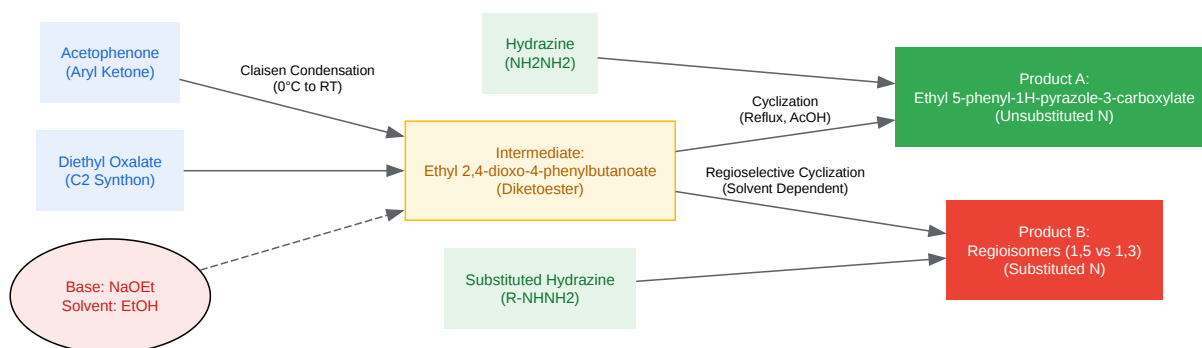 Acetophenone
(Aryl Ketone)
Claisen Condensation
(0°C to RT)
Diethyl Oxalate
(C2 Synthon)
Base: NaOEt
Solvent: EtOH
Intermediate:
Ethyl 2,4-dioxo-4-phenylbutanoate
(Diketoester)
Hydrazine
(NH2NH2)
Cyclization
(Reflux, AcOH)
Regioselective Cyclization
(Solvent Dependent)
Substituted Hydrazine
(R-NHNH2)
Product A:
Ethyl 5-phenyl-1H-pyrazole-3-carboxylate
(Unsubstituted N)
Product B:
Regioisomers (1,5 vs 1,3)
(Substituted N)